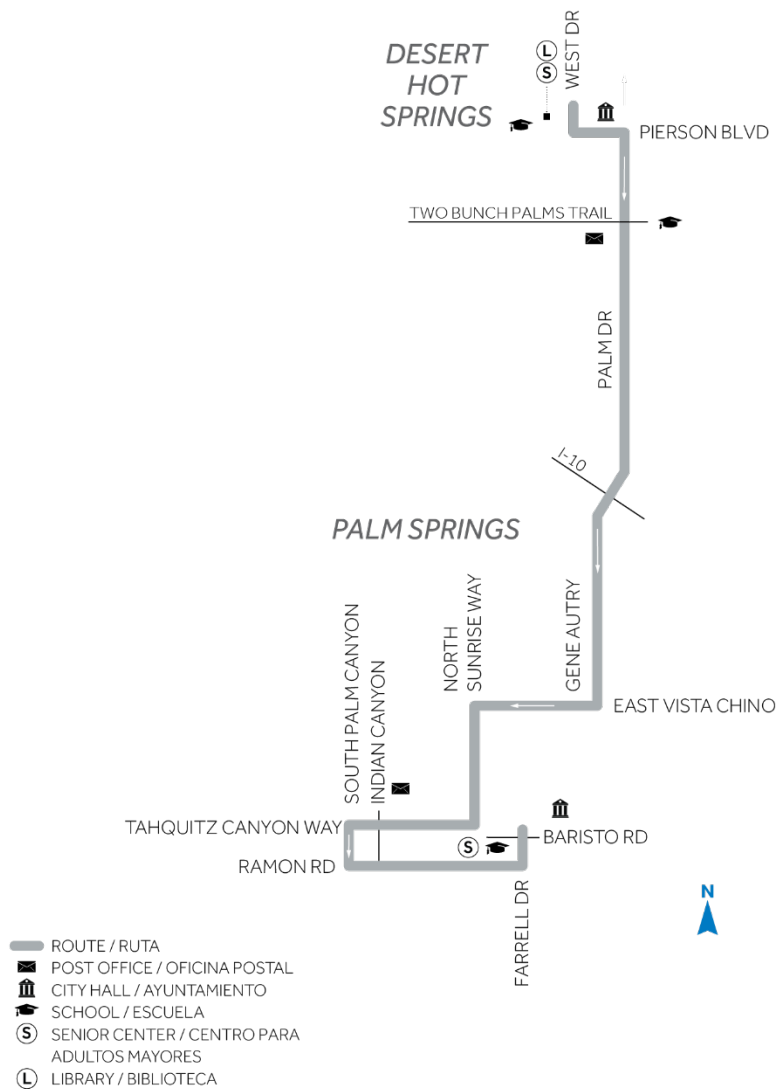 DESERT
HOT
SPRINGS
L
S
WEST DR
PIERSON BLVD
TWO BUNCH PALMS TRAIL
PALM DR
I-10
PALM SPRINGS
SOUTH PALM CANYON
INDIAN CANYON
NORTH
SUNRISE WAY
GENE AUTRY
EAST VISTA CHINO
TAHQUITZ CANYON WAY
BARISTO RD
S
RAMON RD
FARRELL DR
N
ROUTE / RUTA
POST OFFICE / OFICINA POSTAL
CITY HALL / AYUNTAMIENTO
SCHOOL / ESCUELA
S SENIOR CENTER / CENTRO PARA
ADULTOS MAYORES
L LIBRARY / BIBLIOTECA